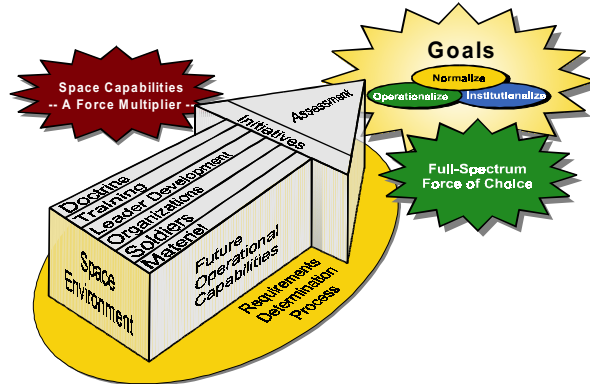 Goals
Normalize
Operationalize
Institutionalize
Space Capabilities
-- A Force Multiplier --
Assessment
Initiatives
Full-Spectrum
Force of Choice
Doctrine
Training
Leader Development
Organizations
Soldiers
Materiel
Space
Environment
Future
Operational
Capabilities
Requirements
Determination
Process